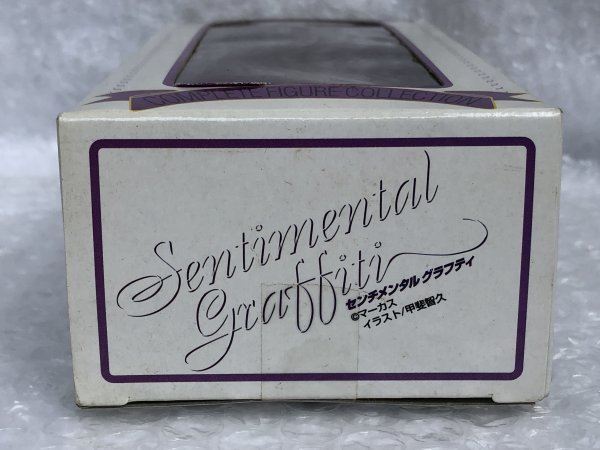 COMPLETE FIGURE COLLECTION
Sentimental
Graffiti
センチメンタル グラフティ
©マーカス
イラスト/甲斐智久